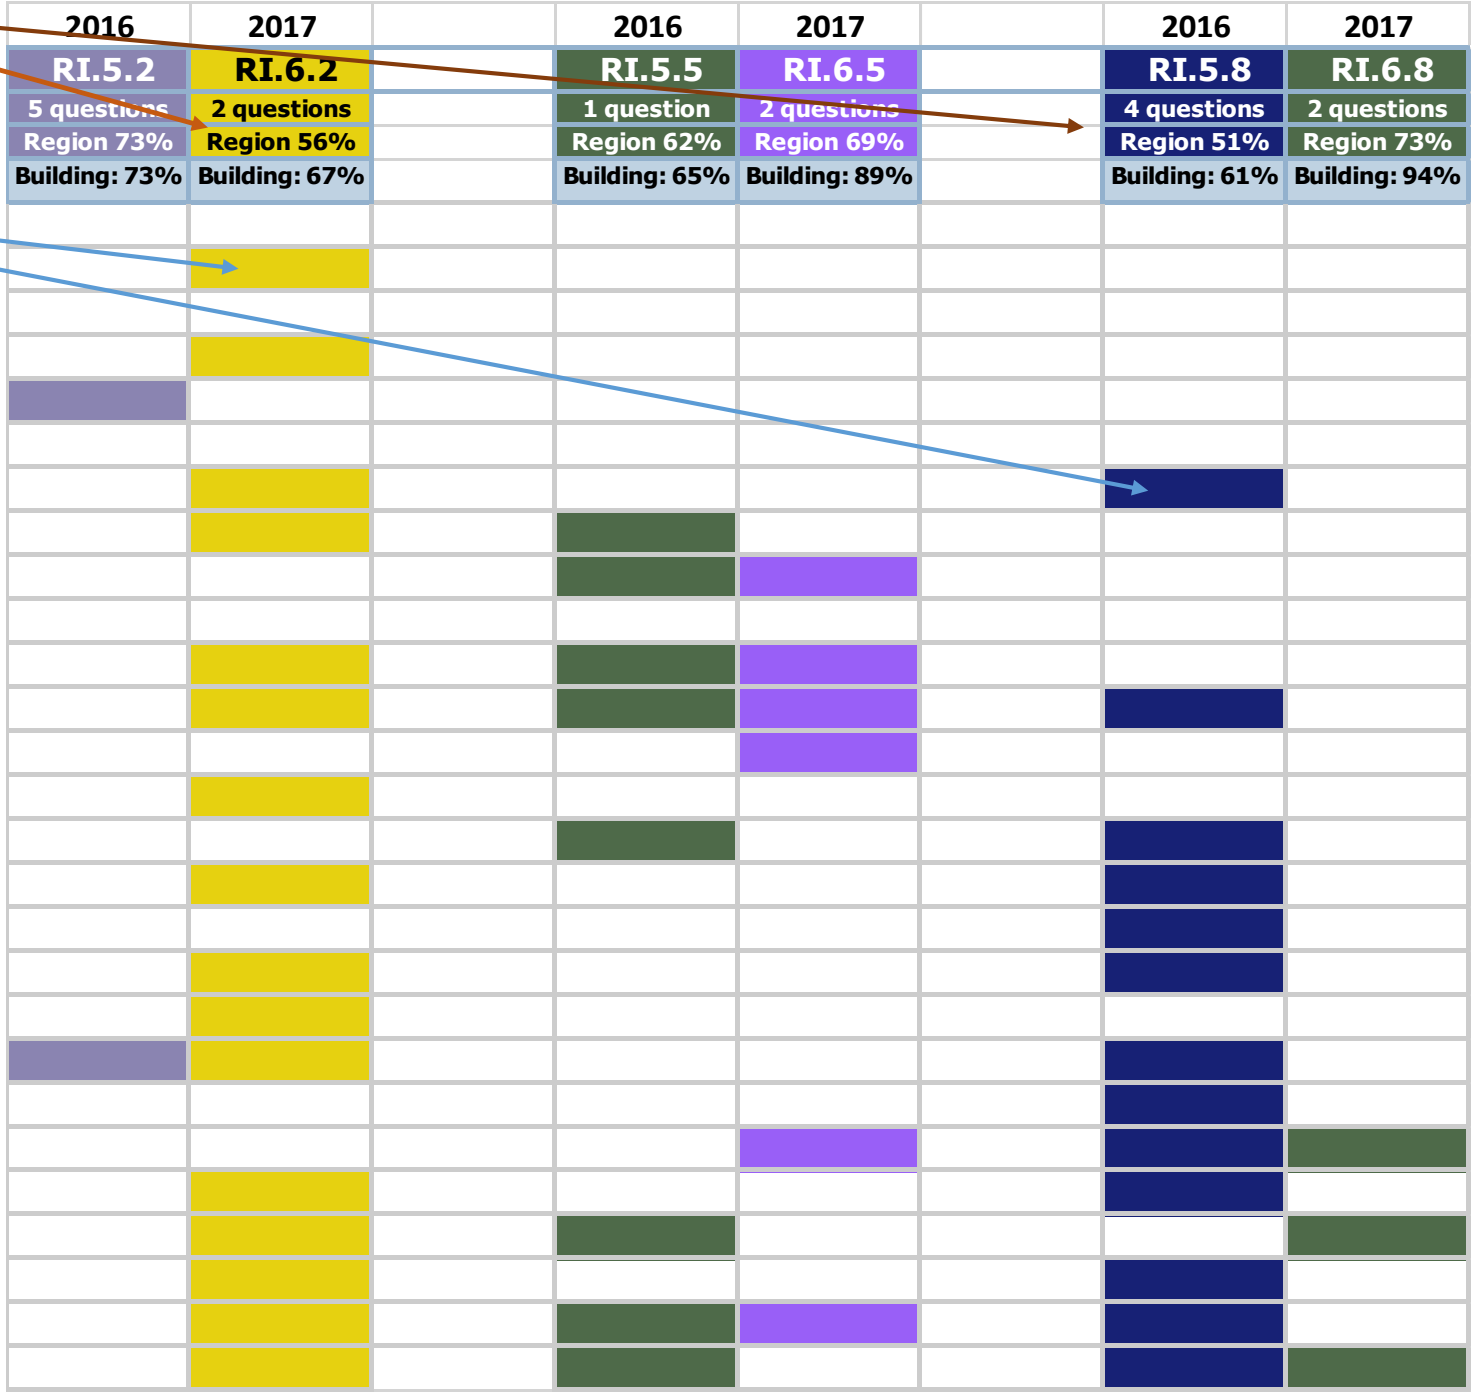 2016 2017 2016 2017 2016 2017
RI.5.2 RI.6.2 RI.5.5 RI.6.5 RI.5.8 RI.6.8
5 questions 2 questions 1 question 2 questions 4 questions 2 questions
Region 73% Region 56% Region 62% Region 69% Region 51% Region 73%
Building: 73% Building: 67% Building: 65% Building: 89% Building: 61% Building: 94%